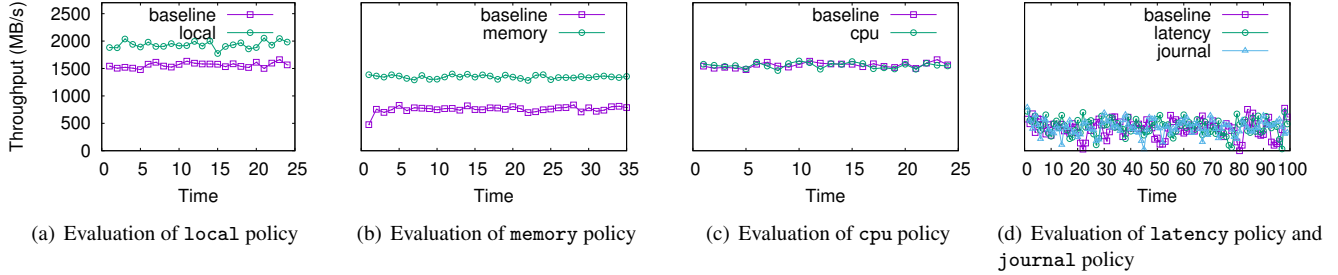 Throughput (MB/s)
2500
2000
1500
1000
500
0
baseline
local
0 5 10 15 20 25
Time
(a) Evaluation of local policy
baseline
memory
0 5 10 15 20 25 30 35
Time
(b) Evaluation of memory policy
baseline
cpu
0 5 10 15 20 25
Time
(c) Evaluation of cpu policy
baseline
latency
journal
0 10 20 30 40 50 60 70 80 90 100
Time
(d) Evaluation of latency policy and
journal policy